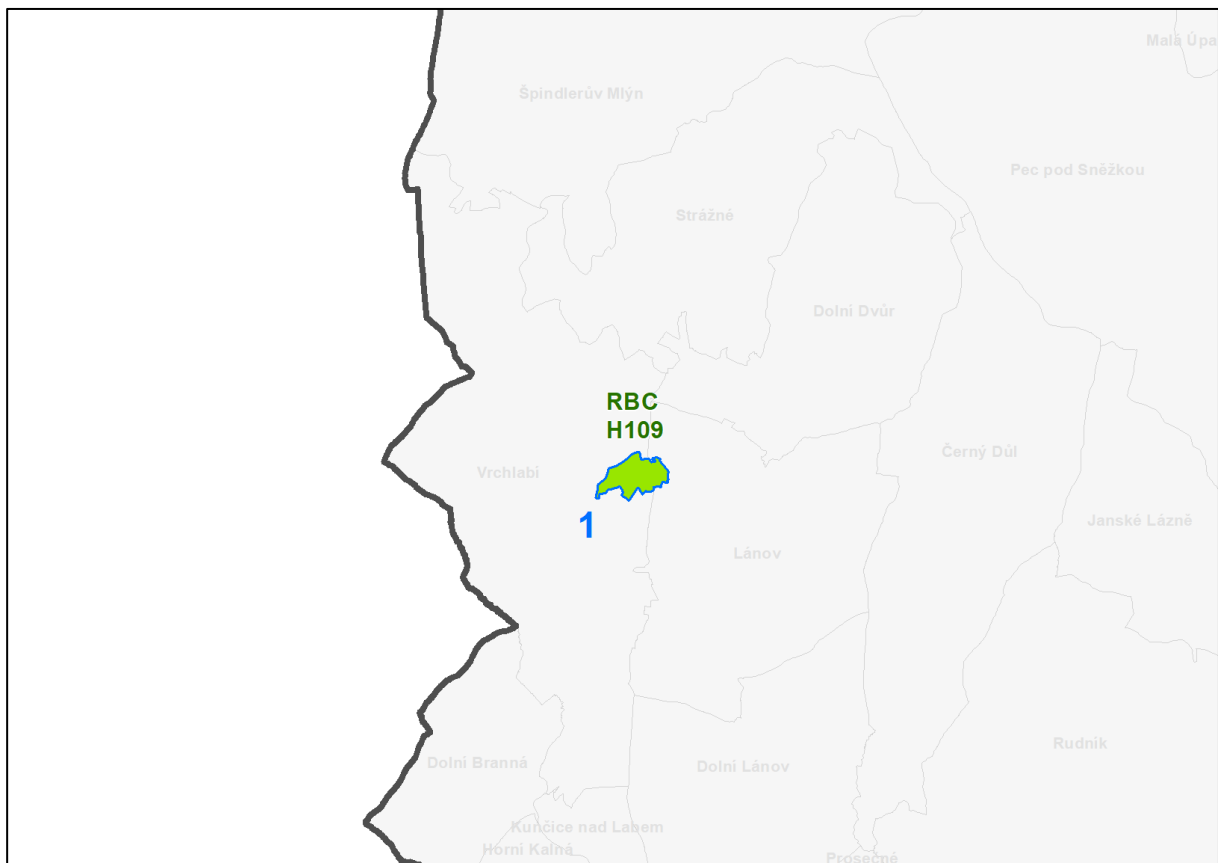 Malá Úpa
Špindlerův Mlýn
Pec pod Sněžkou
Strážné
Dolní Dvůr
RBC
H109
Černý Důl
Vrchlabí
Janské Lázně
1
Lánov
Rudník
Dolní Branná
Dolní Lánov
Kunčice nad Labem
Horní Kalná
Prosečné